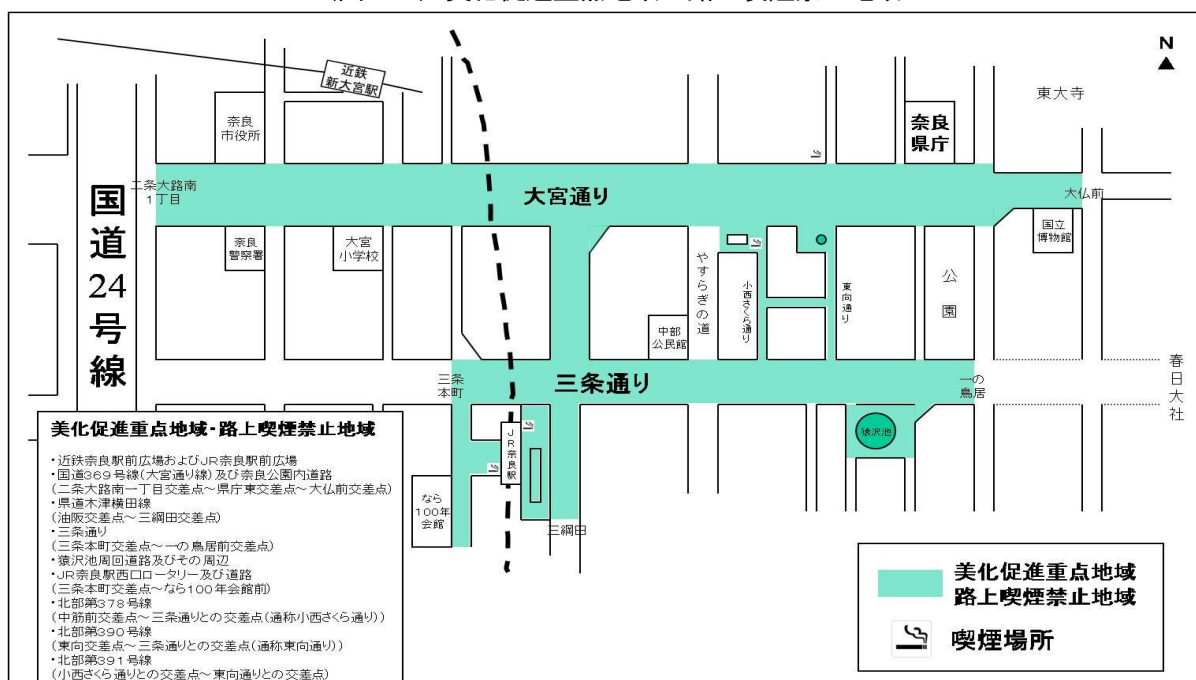 N
近鉄
新大宮駅
東大寺
奈良
市役所
奈良
県庁
二条大路南
1丁目
大宮通り
大仏前
国道24号線
奈良
警察署
大宮
小学校
国立
博物館
やすらぎの道
小西さくら通り
東向通り
公園
中部
公民館
三条
本町
三条通り
一の
鳥居
春日大社
猿沢池
JR奈良駅
なら
100年
会館
三綱田
美化促進重点地域・路上喫煙禁止地域
・近鉄奈良駅前広場およびJR奈良駅前広場
・国道369号線(大宮通り線)及び奈良公園内道路
(二条大路南一丁目交差点~県庁東交差点~大仏前交差点)
・県道木津横田線
(油阪交差点~三綱田交差点)
・三条通り
(三条本町交差点~一の鳥居前交差点)
・猿沢池周回道路及びその周辺
・JR奈良駅西口ロータリー及び道路
(三条本町交差点~なら100年会館前)
・北部第378号線
(中筋前交差点~三条通りとの交差点(通称小西さくら通り))
・北部第390号線
(東向交差点~三条通りとの交差点(通称東向通り))
・北部第391号線
(小西さくら通りとの交差点~東向通りとの交差点)
美化促進重点地域
路上喫煙禁止地域
喫煙場所